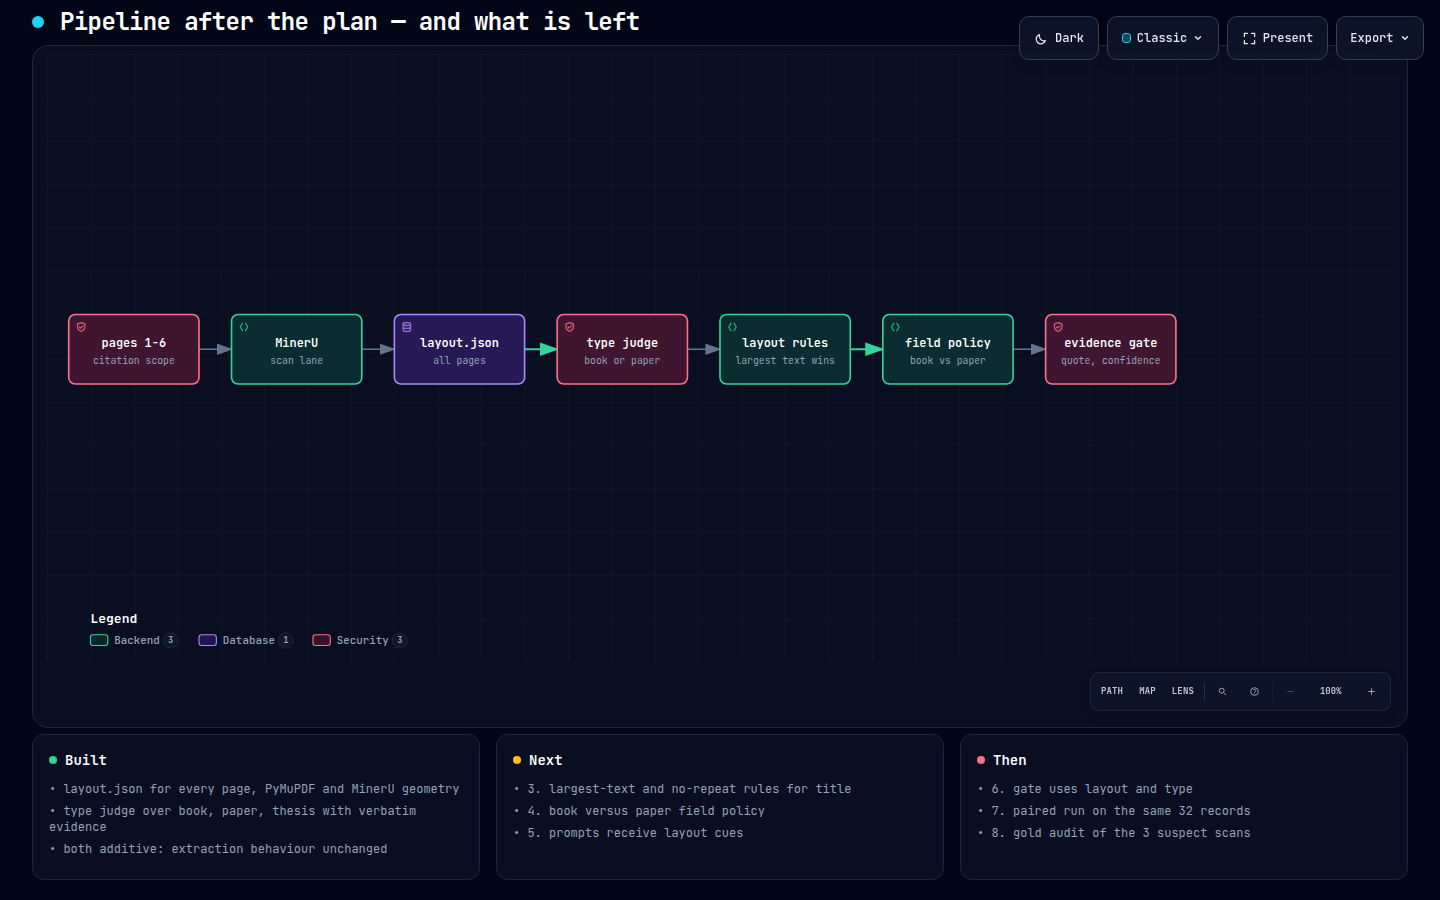 Pipeline after the plan — and what is left
Dark
Classic
Present
Export
pages 1-6
citation scope
MinerU
scan lane
layout.json
all pages
type judge
book or paper
layout rules
largest text wins
field policy
book vs paper
evidence gate
quote, confidence
Legend
Backend 3
Database 1
Security 3
PATH MAP LENS — 100% +
Built
• layout.json for every page, PyMuPDF and MinerU geometry
• type judge over book, paper, thesis with verbatim
evidence
• both additive: extraction behaviour unchanged
Next
• 3. largest-text and no-repeat rules for title
• 4. book versus paper field policy
• 5. prompts receive layout cues
Then
• 6. gate uses layout and type
• 7. paired run on the same 32 records
• 8. gold audit of the 3 suspect scans